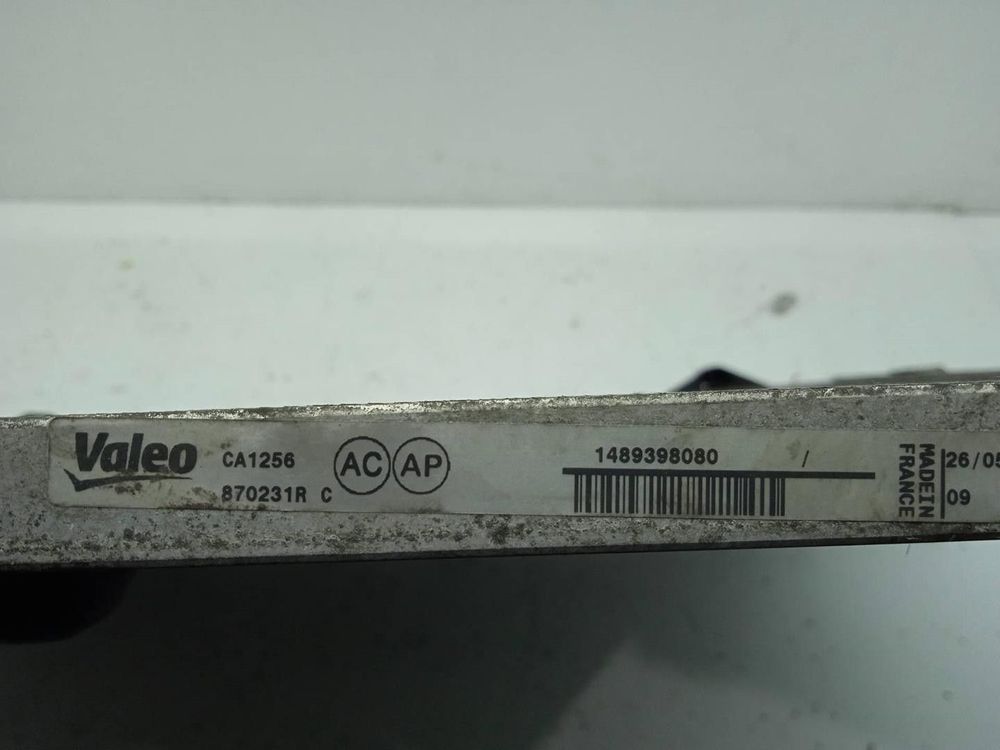 Valeo
CA1256
870231R C
AC AP
1489398080 /
MADE IN
FRANCE
26/05
09